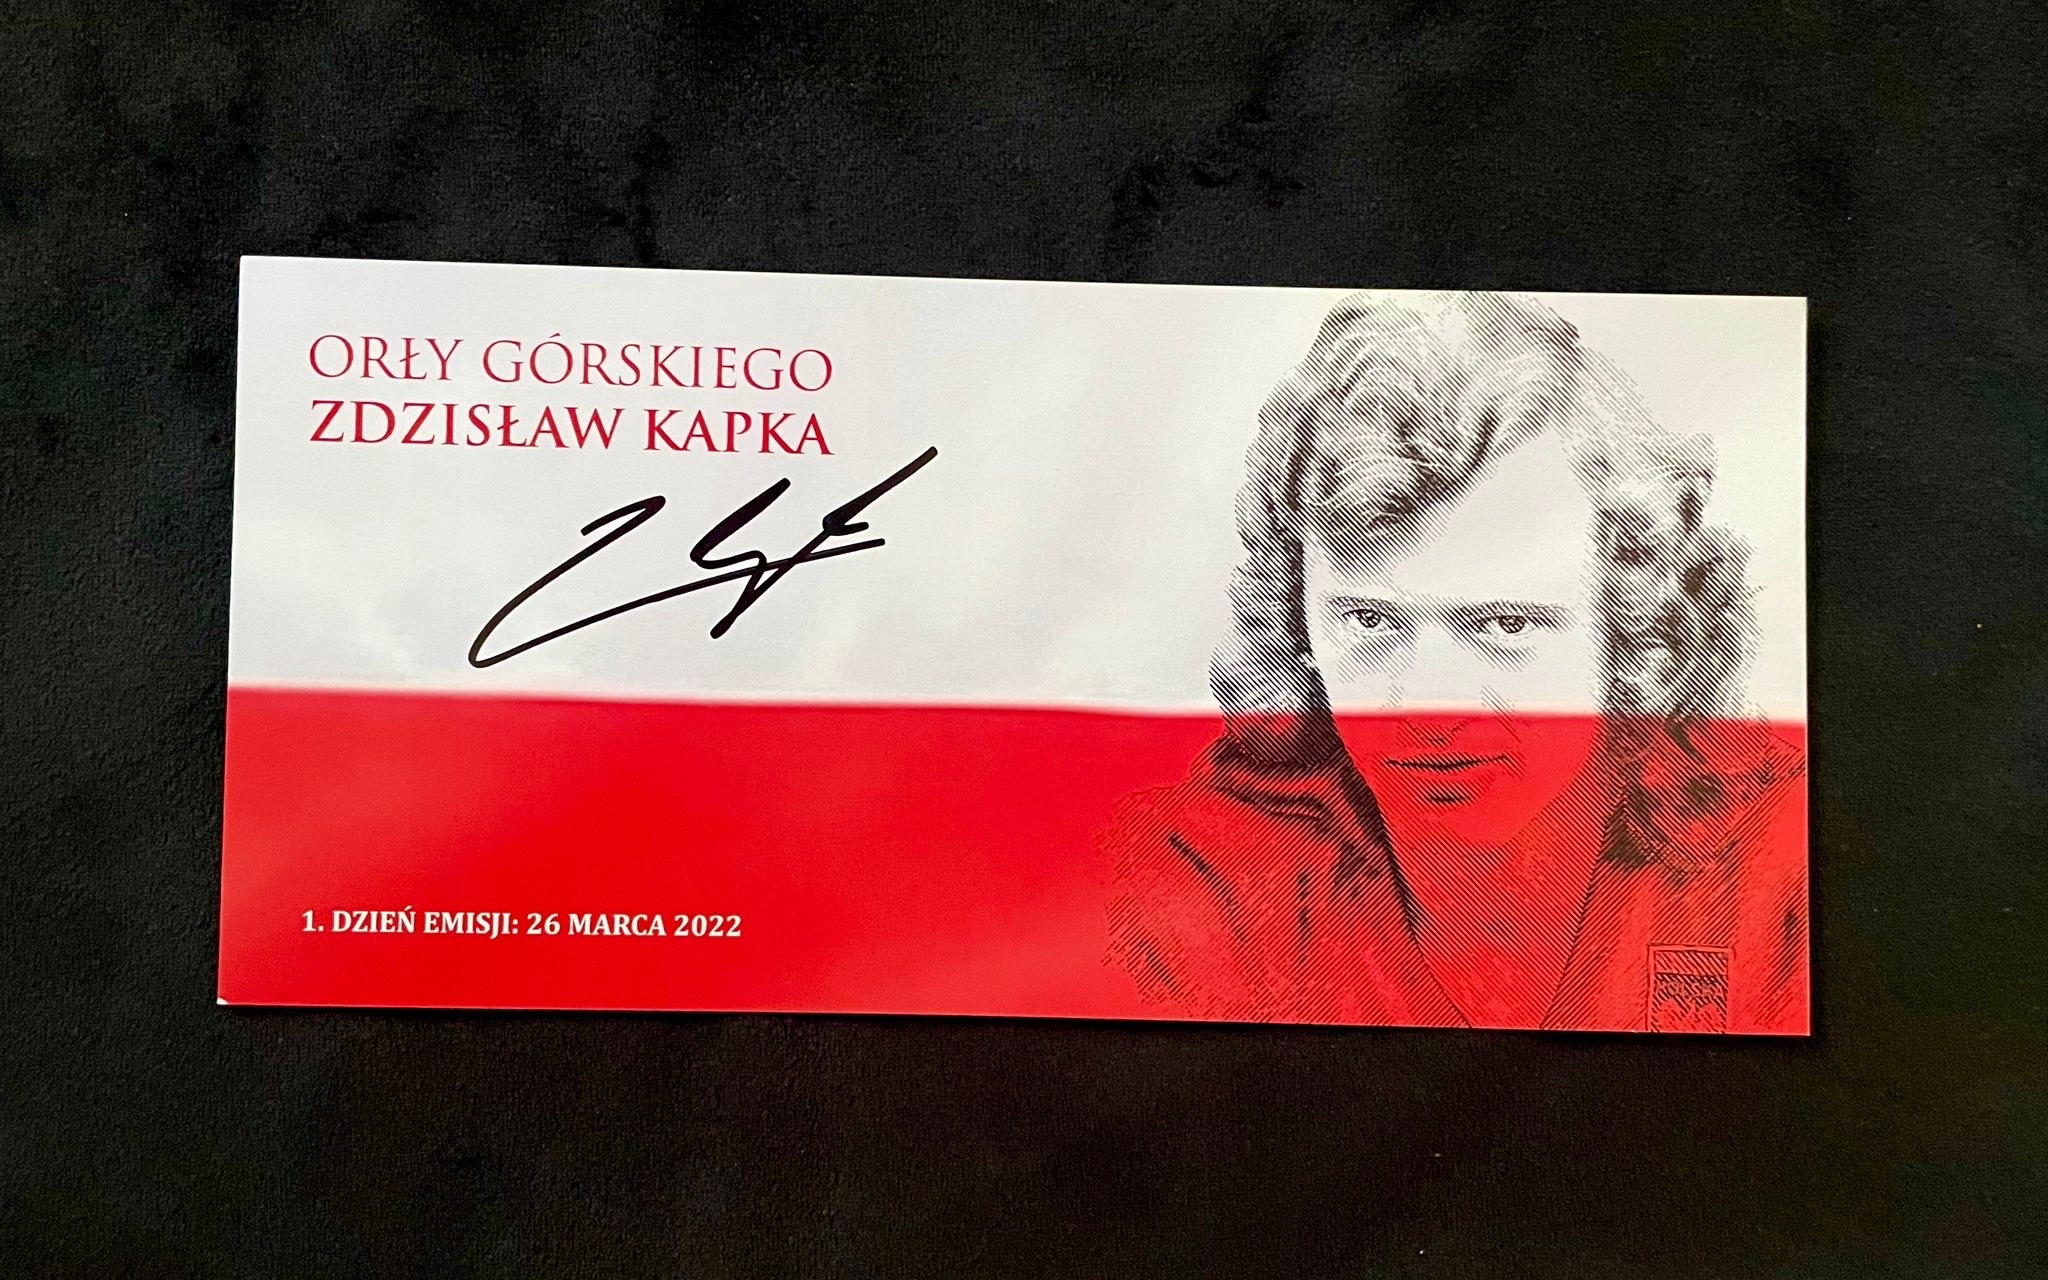 ORŁY GÓRSKIEGO
ZDZISŁAW KAPKA
1. DZIEŃ EMISJI: 26 MARCA 2022